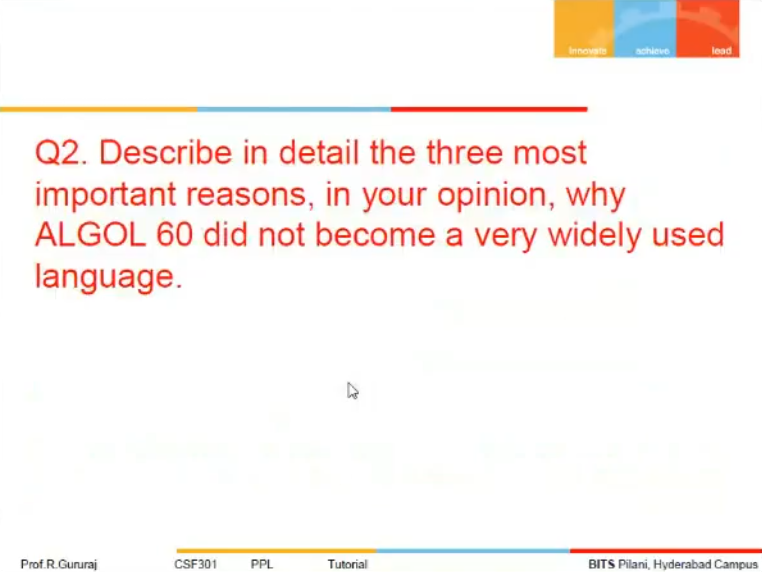 innovate achieve lead
Q2. Describe in detail the three most
important reasons, in your opinion, why
ALGOL 60 did not become a very widely used
language.
Prof.R.Gururaj CSF301 PPL Tutorial BITS Pilani, Hyderabad Campus